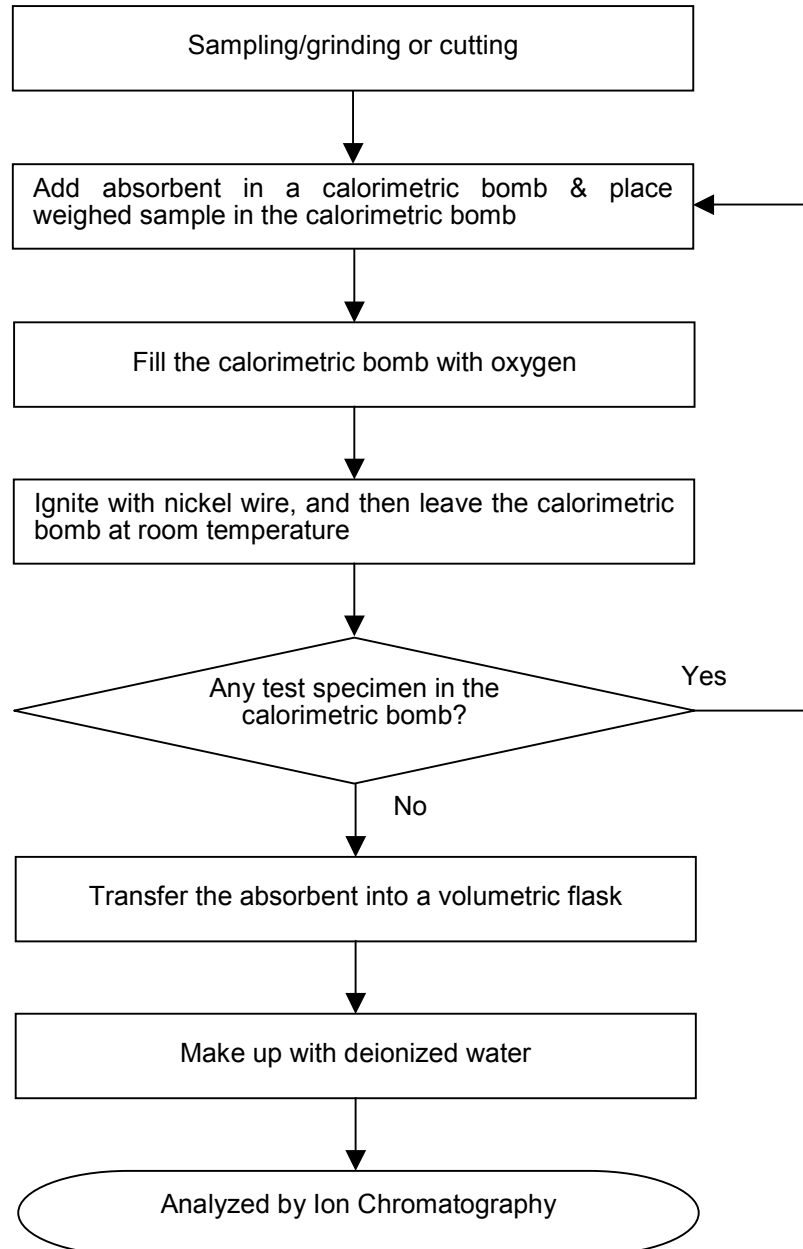 Sampling/grinding or cutting
Add absorbent in a calorimetric bomb & place
weighed sample in the calorimetric bomb
Fill the calorimetric bomb with oxygen
Ignite with nickel wire, and then leave the calorimetric
bomb at room temperature
Any test specimen in the
calorimetric bomb?
Yes
No
Transfer the absorbent into a volumetric flask
Make up with deionized water
Analyzed by Ion Chromatography